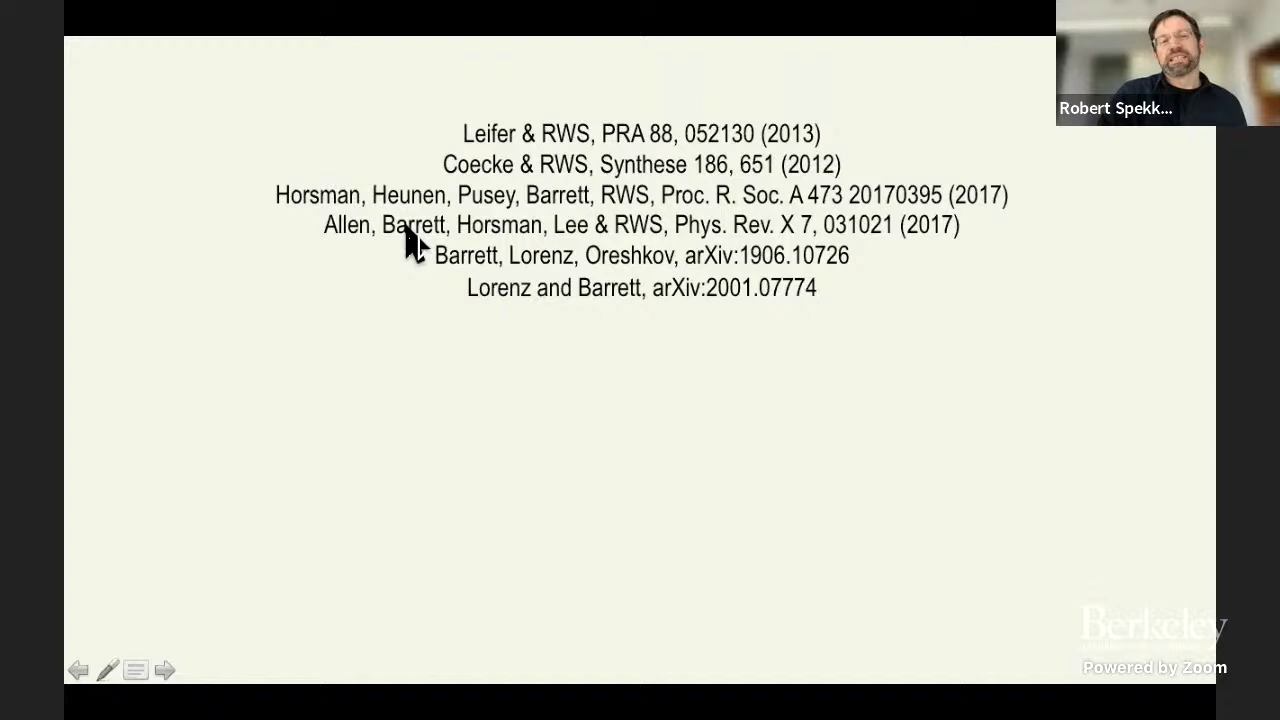 Robert Spekk...
Leifer & RWS, PRA 88, 052130 (2013)
Coecke & RWS, Synthese 186, 651 (2012)
Horsman, Heunen, Pusey, Barrett, RWS, Proc. R. Soc. A 473 20170395 (2017)
Allen, Barrett, Horsman, Lee & RWS, Phys. Rev. X 7, 031021 (2017)
Barrett, Lorenz, Oreshkov, arXiv:1906.10726
Lorenz and Barrett, arXiv:2001.07774
Berkeley
Powered by Zoom